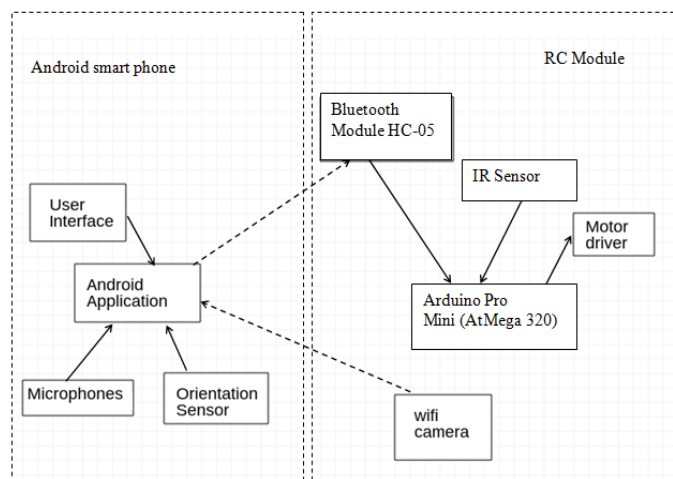 Android smart phone
RC Module
Bluetooth
Module HC-05
IR Sensor
User
Interface
Motor
driver
Android
Application
Arduino Pro
Mini (AtMega 320)
Microphones
Orientation
Sensor
wifi
camera